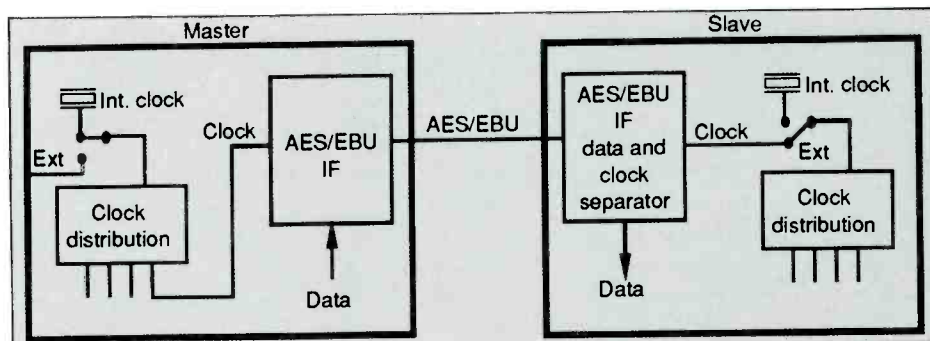 Master
Slave
Int. clock
Ext
Clock
distribution
Clock
AES/EBU
IF
Data
AES/EBU
AES/EBU
IF
data and
clock
separator
Data
Clock
Int. clock
Ext
Clock
distribution